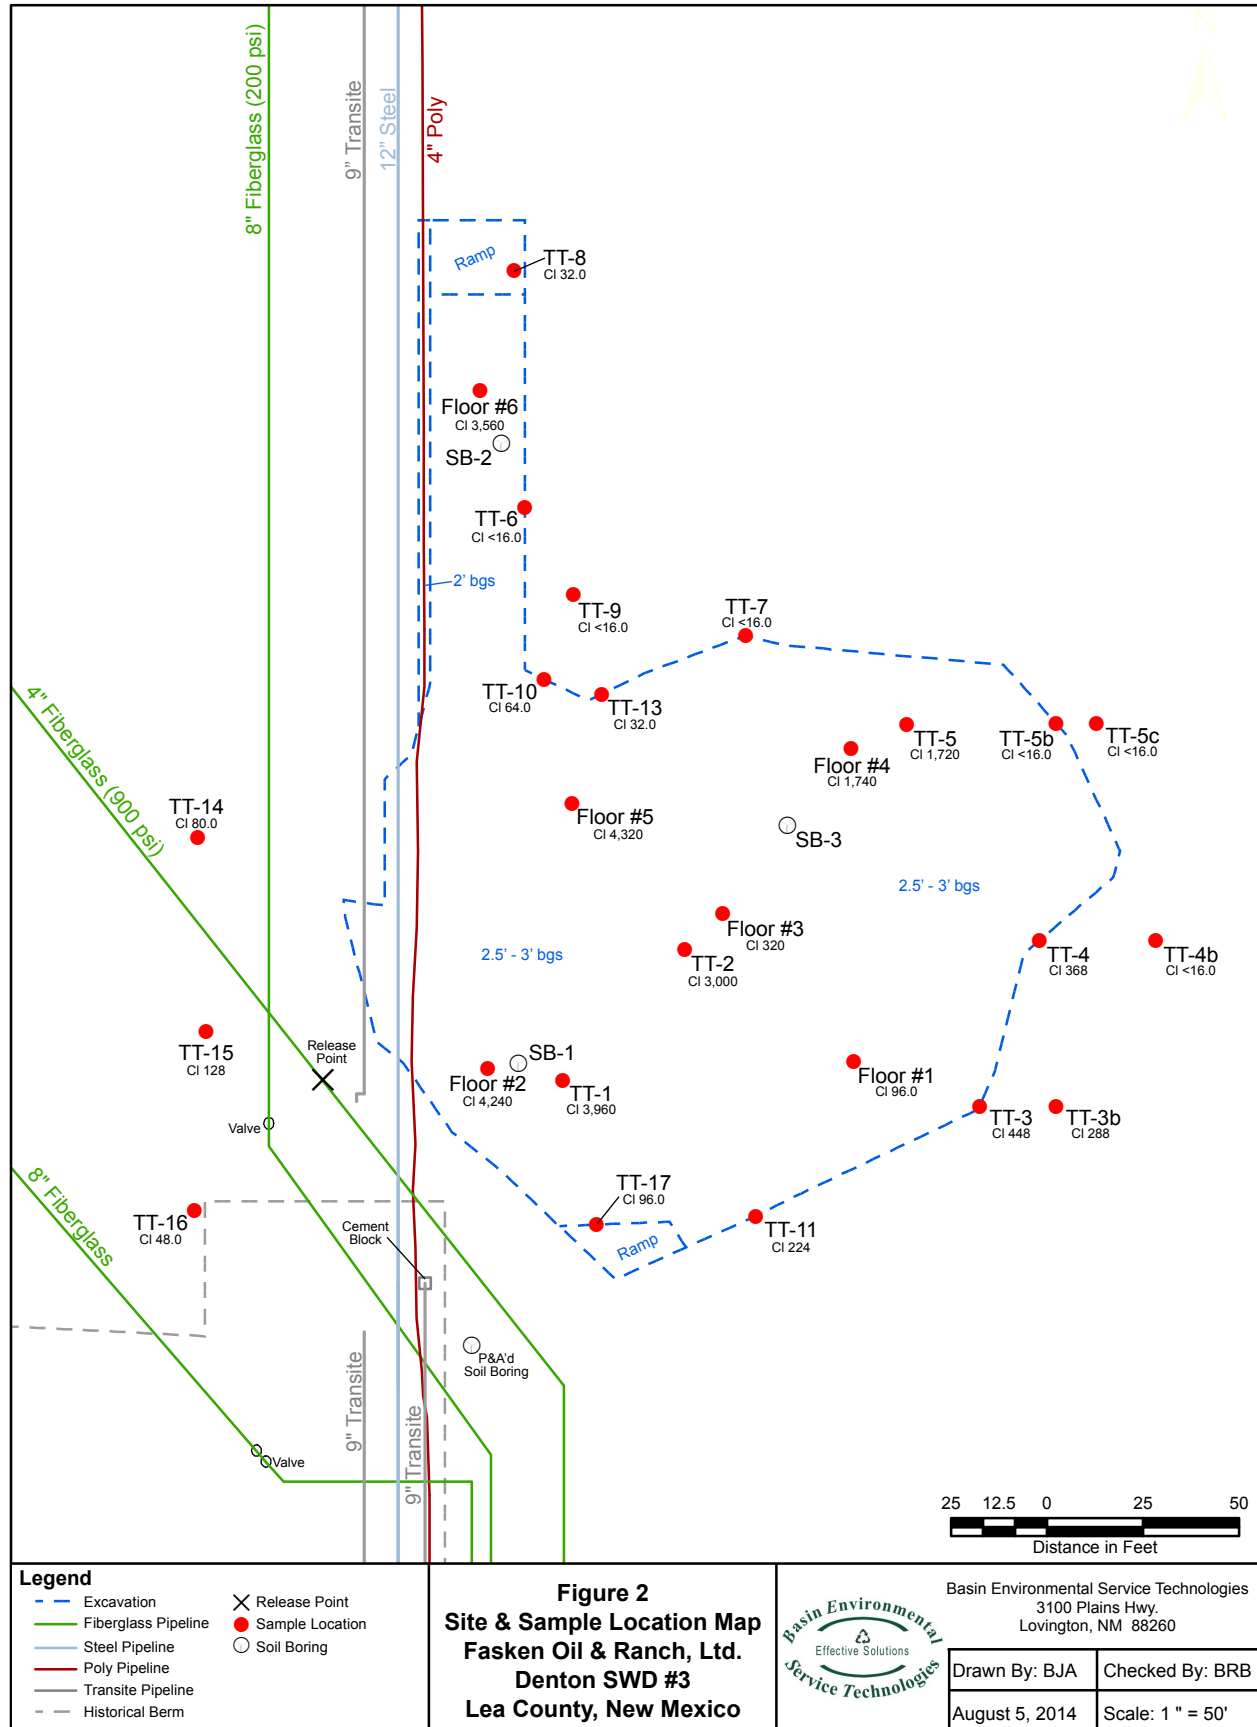 N
8" Fiberglass (200 psi)
9" Transite
12" Steel
4" Poly
Ramp
TT-8
Cl 32.0
Floor #6
Cl 3,560
SB-2
TT-6
Cl <16.0
2' bgs
TT-9
Cl <16.0
TT-7
Cl <16.0
TT-10
Cl 64.0
TT-13
Cl 32.0
4" Fiberglass (900 psi)
TT-5
Cl 1,720
TT-5b
Cl <16.0
TT-5c
Cl <16.0
Floor #4
Cl 1,740
TT-14
Cl 80.0
Floor #5
Cl 4,320
SB-3
2.5' - 3' bgs
Floor #3
Cl 320
TT-2
Cl 3,000
2.5' - 3' bgs
TT-4
Cl 368
TT-4b
Cl <16.0
TT-15
Cl 128
Release
Point
SB-1
Floor #2
Cl 4,240
TT-1
Cl 3,960
Floor #1
Cl 96.0
TT-3
Cl 448
TT-3b
Cl 288
Valve
8" Fiberglass
TT-16
Cl 48.0
TT-17
Cl 96.0
Cement
Block
Ramp
TT-11
Cl 224
P&A'd
Soil Boring
9" Transite
9" Transite
Valve
25 12.5 0 25 50
Distance in Feet
Legend
Excavation
Fiberglass Pipeline
Steel Pipeline
Poly Pipeline
Transite Pipeline
Historical Berm
Release Point
Sample Location
Soil Boring
Figure 2
Site & Sample Location Map
Fasken Oil & Ranch, Ltd.
Denton SWD #3
Lea County, New Mexico
Basin Environmental
Effective Solutions
Service Technologies
Basin Environmental Service Technologies
3100 Plains Hwy.
Lovington, NM 88260
Drawn By: BJA
Checked By: BRB
August 5, 2014
Scale: 1 " = 50'